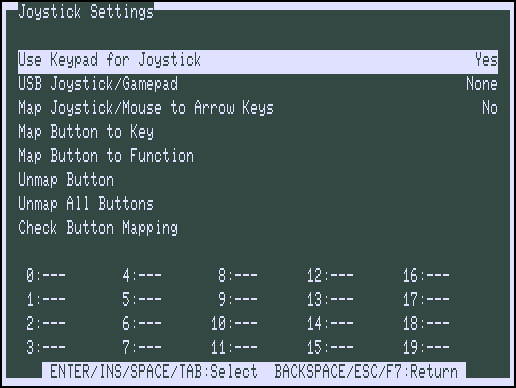 Joystick Settings
Use Keypad for Joystick Yes
USB Joystick/Gamepad None
Map Joystick/Mouse to Arrow Keys No
Map Button to Key
Map Button to Function
Unmap Button
Unmap All Buttons
Check Button Mapping
0:--- 4:--- 8:--- 12:--- 16:---
1:--- 5:--- 9:--- 13:--- 17:---
2:--- 6:--- 10:--- 14:--- 18:---
3:--- 7:--- 11:--- 15:--- 19:---
ENTER/INS/SPACE/TAB:Select BACKSPACE/ESC/F7:Return